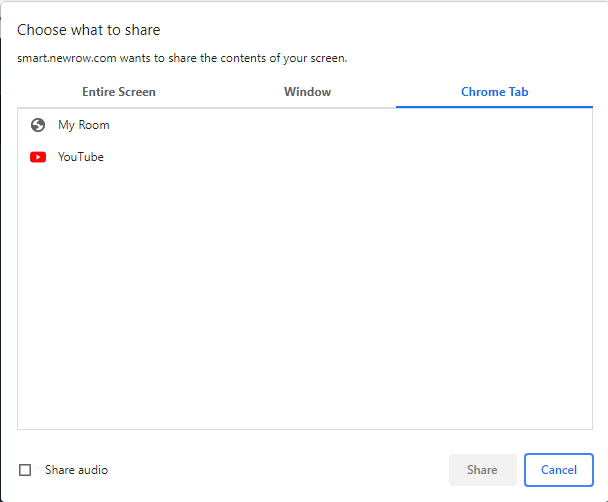 Choose what to share
smart.newrow.com wants to share the contents of your screen.
Entire Screen Window Chrome Tab
My Room
YouTube
Share audio Share Cancel